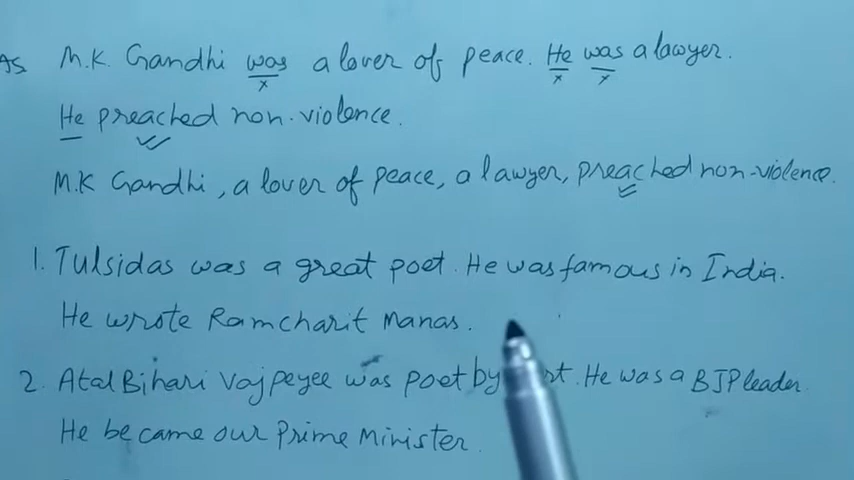 As M.K. Gandhi was a lover of peace. He was a lawyer.
He preached non-violence.
M.K Gandhi, a lover of peace, a lawyer, preached non-violence.
1. Tulsidas was a great poet. He was famous in India.
He wrote Ramcharit Manas.
2. Atal Bihari Vajpeyee was poet by He was a BJP leader
He became our Prime Minister.